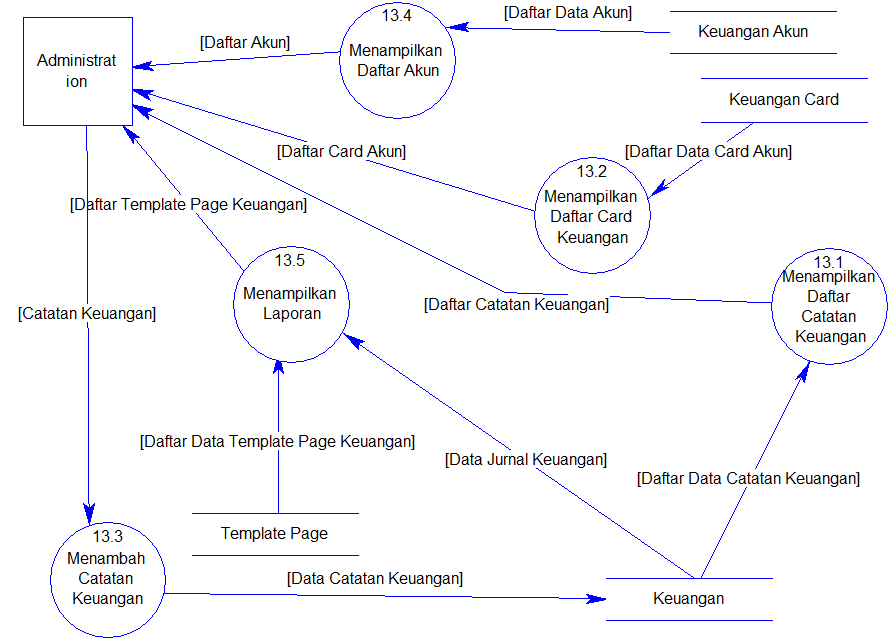 13.4
[Daftar Data Akun]
Keuangan Akun
[Daftar Akun]
Menampilkan
Daftar Akun
Administrat
ion
Keuangan Card
[Daftar Card Akun]
[Daftar Data Card Akun]
13.2
Menampilkan
Daftar Card
Keuangan
[Daftar Template Page Keuangan]
13.5
Menampilkan
Laporan
13.1
Menampilkan
Daftar
Catatan
Keuangan
[Daftar Catatan Keuangan]
[Catatan Keuangan]
[Daftar Data Template Page Keuangan]
[Data Jurnal Keuangan]
[Daftar Data Catatan Keuangan]
Template Page
13.3
Menambah
Catatan
Keuangan
[Data Catatan Keuangan]
Keuangan